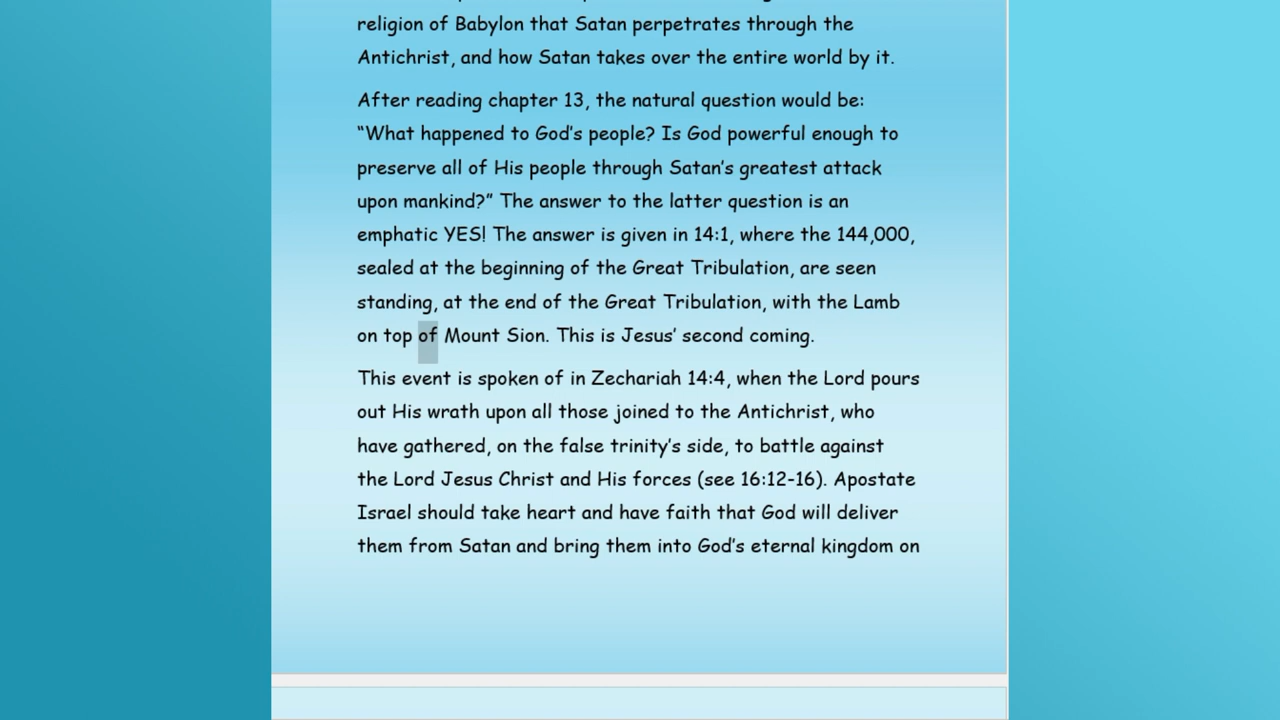 religion of Babylon that Satan perpetrates through the
Antichrist, and how Satan takes over the entire world by it.
After reading chapter 13, the natural question would be:
“What happened to God’s people? Is God powerful enough to
preserve all of His people through Satan’s greatest attack
upon mankind?” The answer to the latter question is an
emphatic YES! The answer is given in 14:1, where the 144,000,
sealed at the beginning of the Great Tribulation, are seen
standing, at the end of the Great Tribulation, with the Lamb
on top of Mount Sion. This is Jesus’ second coming.
This event is spoken of in Zechariah 14:4, when the Lord pours
out His wrath upon all those joined to the Antichrist, who
have gathered, on the false trinity’s side, to battle against
the Lord Jesus Christ and His forces (see 16:12-16). Apostate
Israel should take heart and have faith that God will deliver
them from Satan and bring them into God’s eternal kingdom on